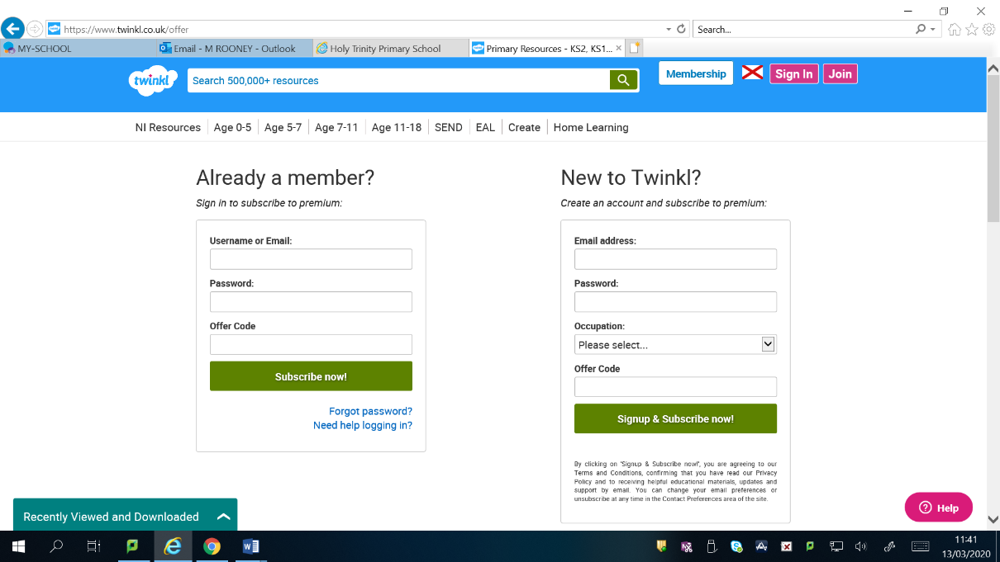 https://www.twinkl.co.uk/offer
Search...
MY-SCHOOL
Email - M ROONEY - Outlook
Holy Trinity Primary School
Primary Resources - KS2, KS1...
twinkl
Search 500,000+ resources
Membership
Sign In
Join
NI Resources
Age 0-5
Age 5-7
Age 7-11
Age 11-18
SEND
EAL
Create
Home Learning
Already a member?
Sign in to subscribe to premium:
Username or Email:
Password:
Offer Code
Subscribe now!
Forgot password?
Need help logging in?
New to Twinkl?
Create an account and subscribe to premium:
Email address:
Password:
Occupation:
Please select...
Offer Code
Signup & Subscribe now!
By clicking on 'Signup & Subscribe now!', you are agreeing to our
Terms and Conditions, confirming that you have read our Privacy
Policy and to receiving helpful educational materials, updates and
support by email. You can change your email preferences or
unsubscribe at any time in the Contact Preferences area of the site.
Recently Viewed and Downloaded
Help
11:41
13/03/2020